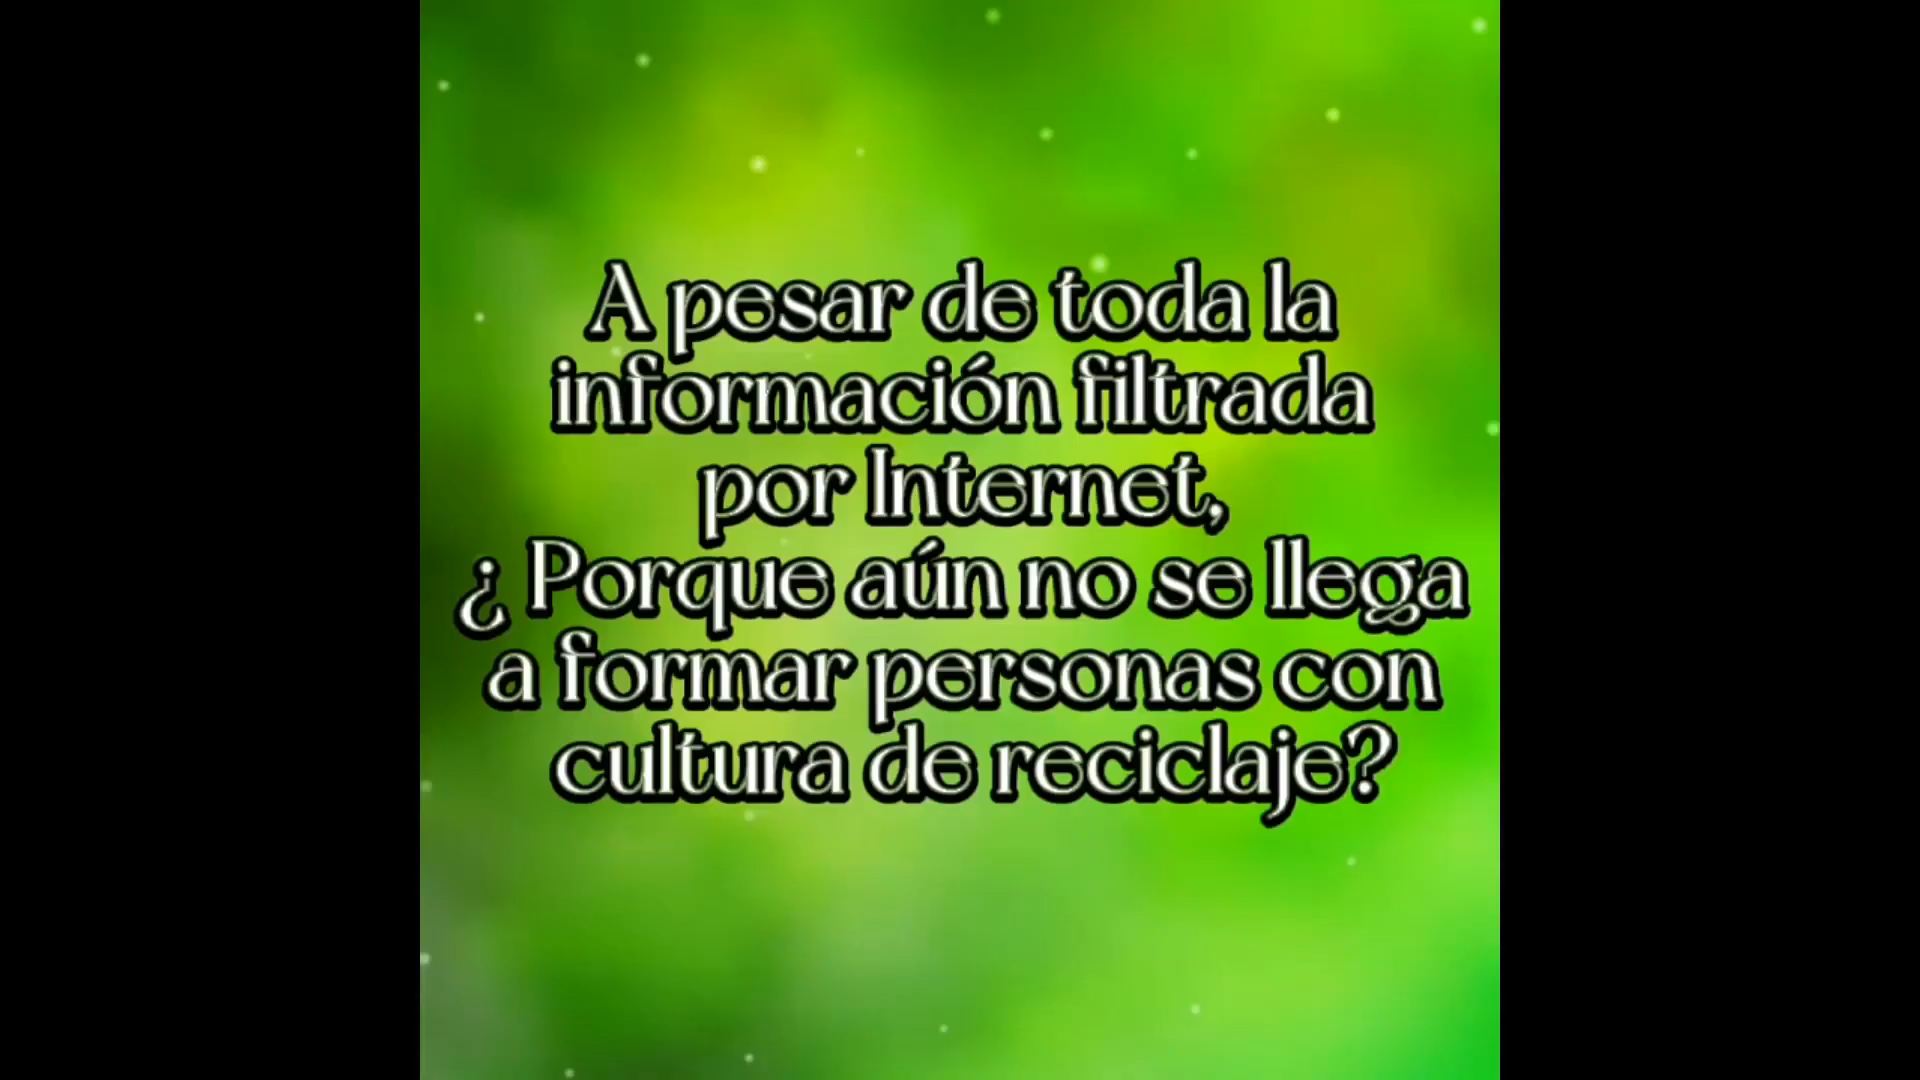 A pesar de toda la
información filtrada
por Internet,
¿ Porque aún no se llega
a formar personas con
cultura de reciclaje?